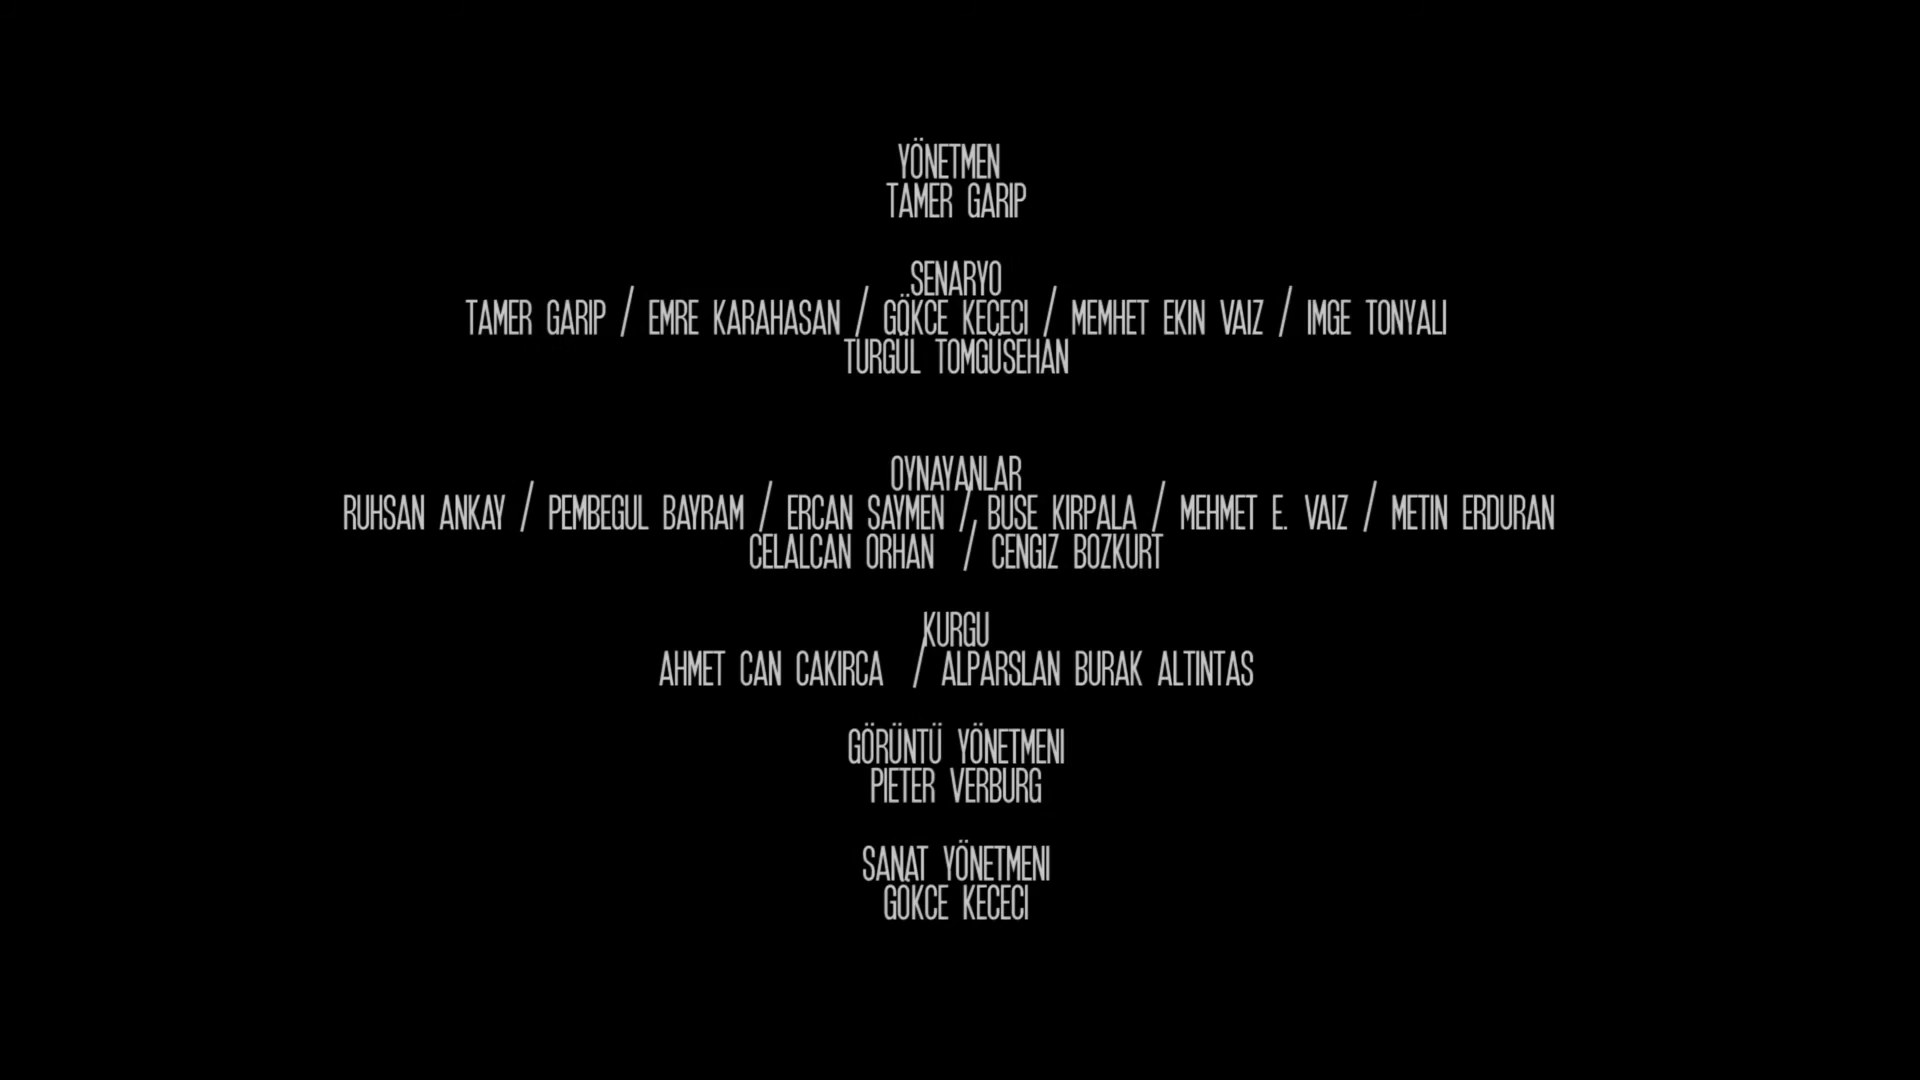 YÖNETMEN
TAMER GARIP
SENARYO
TAMER GARIP / EMRE KARAHASAN / GÖKCE KECECI / MEMHET EKIN VAIZ / IMGE TONYALI
TURGÜL TOMGÜSEHAN
OYNAYANLAR
RUHSAN ANKAY / PEMBEGUL BAYRAM / ERCAN SAYMEN / BUSE KIRPALA / MEHMET E. VAIZ / METIN ERDURAN
CELALCAN ORHAN / CENGIZ BOZKURT
KURGU
AHMET CAN CAKIRCA / ALPARSLAN BURAK ALTINTAS
GÖRÜNTÜ YÖNETMENI
PIETER VERBURG
SANAT YÖNETMENI
GÖKCE KECECI